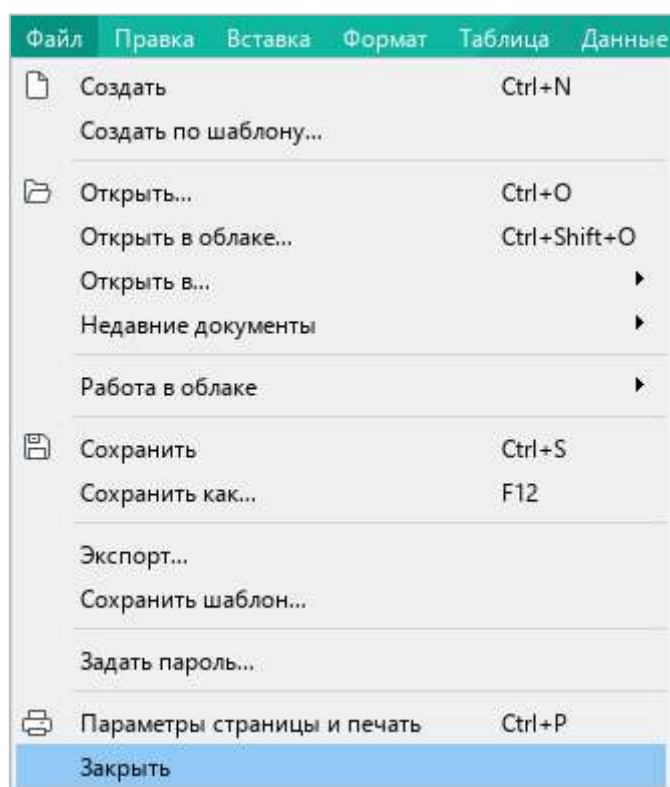 Файл Правка Вставка Формат Таблица Данные
Создать Ctrl+N
Создать по шаблону...
Открыть... Ctrl+O
Открыть в облаке... Ctrl+Shift+O
Открыть в...
Недавние документы
Работа в облаке
Сохранить Ctrl+S
Сохранить как... F12
Экспорт...
Сохранить шаблон...
Задать пароль...
Параметры страницы и печать Ctrl+P
Закрыть